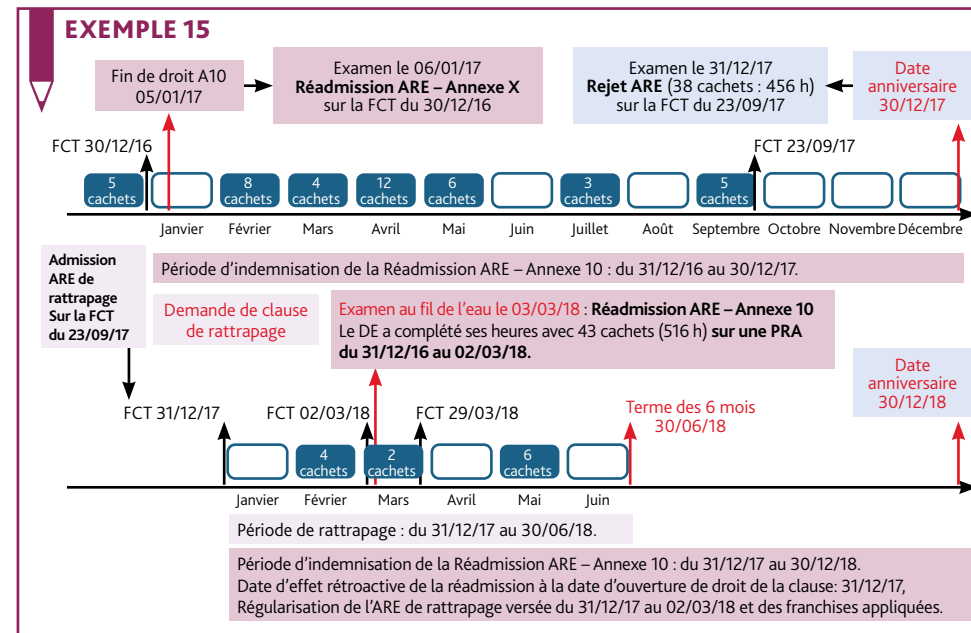 EXEMPLE 15
Fin de droit A10
05/01/17
Examen le 06/01/17
Réadmission ARE – Annexe X
sur la FCT du 30/12/16
Examen le 31/12/17
Rejet ARE (38 cachets : 456 h)
sur la FCT du 23/09/17
Date
anniversaire
30/12/17
FCT 30/12/16
FCT 23/09/17
5
cachets
8
cachets
4
cachets
12
cachets
6
cachets
3
cachets
5
cachets
Janvier
Février
Mars
Avril
Mai
Juin
Juillet
Août
Septembre
Octobre
Novembre
Décembre
Admission
ARE de
rattrapage
Sur la FCT
du 23/09/17
Période d'indemnisation de la Réadmission ARE – Annexe 10 : du 31/12/16 au 30/12/17.
Demande de clause
de rattrapage
Examen au fil de l'eau le 03/03/18 : Réadmission ARE – Annexe 10
Le DE a complété ses heures avec 43 cachets (516 h) sur une PRA
du 31/12/16 au 02/03/18.
Date
anniversaire
30/12/18
FCT 31/12/17
FCT 02/03/18
FCT 29/03/18
Terme des 6 mois
30/06/18
4
cachets
2
cachets
6
cachets
Janvier
Février
Mars
Avril
Mai
Juin
Période de rattrapage : du 31/12/17 au 30/06/18.
Période d'indemnisation de la Réadmission ARE – Annexe 10 : du 31/12/17 au 30/12/18.
Date d'effet rétroactive de la réadmission à la date d'ouverture de droit de la clause: 31/12/17,
Régularisation de l'ARE de rattrapage versée du 31/12/17 au 02/03/18 et des franchises appliquées.